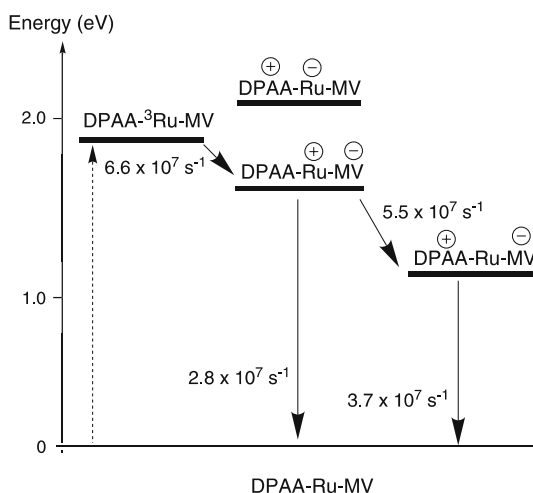 Energy (eV)
⊕ ⊖
DPAA-Ru-MV
2.0
DPAA-³Ru-MV
6.6 x 10⁷ s⁻¹
⊕ ⊖
DPAA-Ru-MV
5.5 x 10⁷ s⁻¹
⊕ ⊖
DPAA-Ru-MV
1.0
2.8 x 10⁷ s⁻¹
3.7 x 10⁷ s⁻¹
0
DPAA-Ru-MV